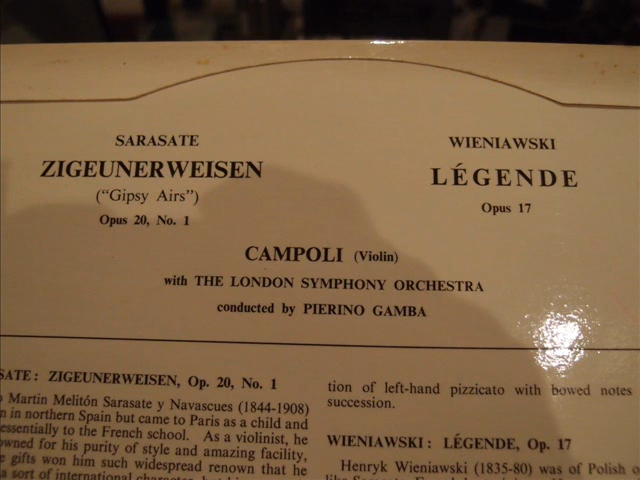 SARASATE
ZIGEUNERWEISEN
("Gipsy Airs")
Opus 20, No. 1
WIENIAWSKI
LÉGENDE
Opus 17
CAMPOLI (Violin)
with THE LONDON SYMPHONY ORCHESTRA
conducted by PIERINO GAMBA
SATE: ZIGEUNERWEISEN, Op. 20, No. 1
Martin Melitón Sarasate y Navascues (1844-1908)
in northern Spain but came to Paris as a child and
essentially to the French school. As a violinist, he
owned for his purity of style and amazing facility,
gifts won him such widespread renown that he
a sort of international
tion of left-hand pizzicato with bowed notes
succession.
WIENIAWSKI: LÉGENDE, Op. 17
Henryk Wieniawski (1835-80) was of Polish